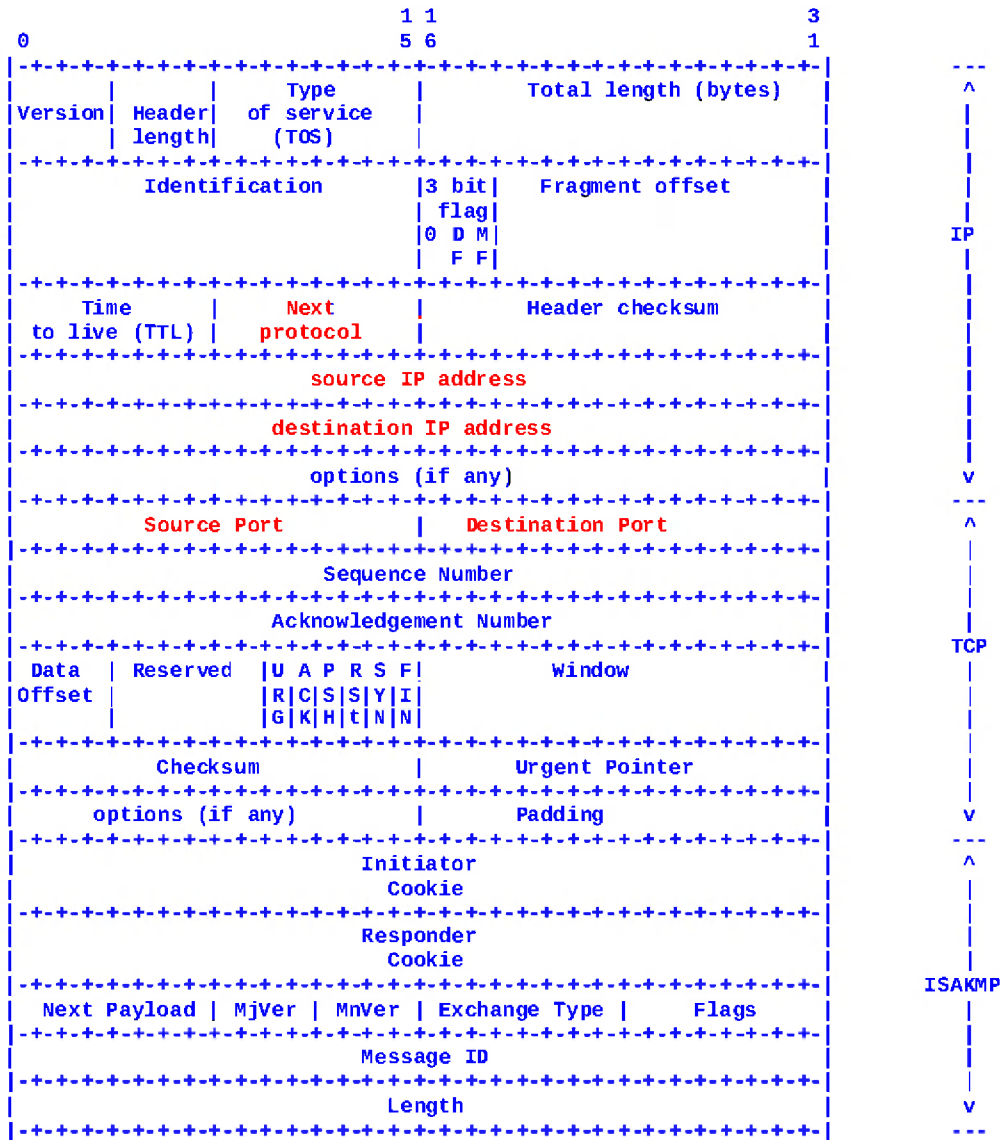 1 1                             3
0                             5 6                             1
|-+-+-+-+-+-+-+-+-+-+-+-+-+-+-+-+-+-+-+-+-+-+-+-+-+-+-+-+-+-+-+-| ---
| | | Type | Total length (bytes) | ^
|Version| Header| of service | | |
| | length| (TOS) | | |
|-+-+-+-+-+-+-+-+-+-+-+-+-+-+-+-+-+-+-+-+-+-+-+-+-+-+-+-+-+-+-+-| |
| Identification |3 bit| Fragment offset | |
| | flag| | |
| |0 D M| | IP
| | F F| | |
|-+-+-+-+-+-+-+-+-+-+-+-+-+-+-+-+-+-+-+-+-+-+-+-+-+-+-+-+-+-+-+-| |
| Time | Next | Header checksum | |
| to live (TTL) | protocol | | |
|-+-+-+-+-+-+-+-+-+-+-+-+-+-+-+-+-+-+-+-+-+-+-+-+-+-+-+-+-+-+-+-| |
| source IP address | |
|-+-+-+-+-+-+-+-+-+-+-+-+-+-+-+-+-+-+-+-+-+-+-+-+-+-+-+-+-+-+-+-| |
| destination IP address | |
|-+-+-+-+-+-+-+-+-+-+-+-+-+-+-+-+-+-+-+-+-+-+-+-+-+-+-+-+-+-+-+-| |
| options (if any) | v
|-+-+-+-+-+-+-+-+-+-+-+-+-+-+-+-+-+-+-+-+-+-+-+-+-+-+-+-+-+-+-+-| ---
| Source Port | Destination Port | ^
|-+-+-+-+-+-+-+-+-+-+-+-+-+-+-+-+-+-+-+-+-+-+-+-+-+-+-+-+-+-+-+-| |
| Sequence Number | |
|-+-+-+-+-+-+-+-+-+-+-+-+-+-+-+-+-+-+-+-+-+-+-+-+-+-+-+-+-+-+-+-| |
| Acknowledgement Number | |
|-+-+-+-+-+-+-+-+-+-+-+-+-+-+-+-+-+-+-+-+-+-+-+-+-+-+-+-+-+-+-+-| TCP
| Data | Reserved |U A P R S F| Window | |
|Offset | |R|C|S|S|Y|I| | |
| | |G|K|H|t|N|N| | |
|-+-+-+-+-+-+-+-+-+-+-+-+-+-+-+-+-+-+-+-+-+-+-+-+-+-+-+-+-+-+-+-| |
| Checksum | Urgent Pointer | |
|-+-+-+-+-+-+-+-+-+-+-+-+-+-+-+-+-+-+-+-+-+-+-+-+-+-+-+-+-+-+-+-| |
| options (if any) | Padding | v
|-+-+-+-+-+-+-+-+-+-+-+-+-+-+-+-+-+-+-+-+-+-+-+-+-+-+-+-+-+-+-+-| ---
| Initiator | ^
| Cookie | |
|-+-+-+-+-+-+-+-+-+-+-+-+-+-+-+-+-+-+-+-+-+-+-+-+-+-+-+-+-+-+-+-| |
| Responder | |
| Cookie | |
|-+-+-+-+-+-+-+-+-+-+-+-+-+-+-+-+-+-+-+-+-+-+-+-+-+-+-+-+-+-+-+-| ISAKMP
| Next Payload | MjVer | MnVer | Exchange Type | Flags | |
|-+-+-+-+-+-+-+-+-+-+-+-+-+-+-+-+-+-+-+-+-+-+-+-+-+-+-+-+-+-+-+-| |
| Message ID | |
|-+-+-+-+-+-+-+-+-+-+-+-+-+-+-+-+-+-+-+-+-+-+-+-+-+-+-+-+-+-+-+-| |
| Length | v
|-+-+-+-+-+-+-+-+-+-+-+-+-+-+-+-+-+-+-+-+-+-+-+-+-+-+-+-+-+-+-+-| ---